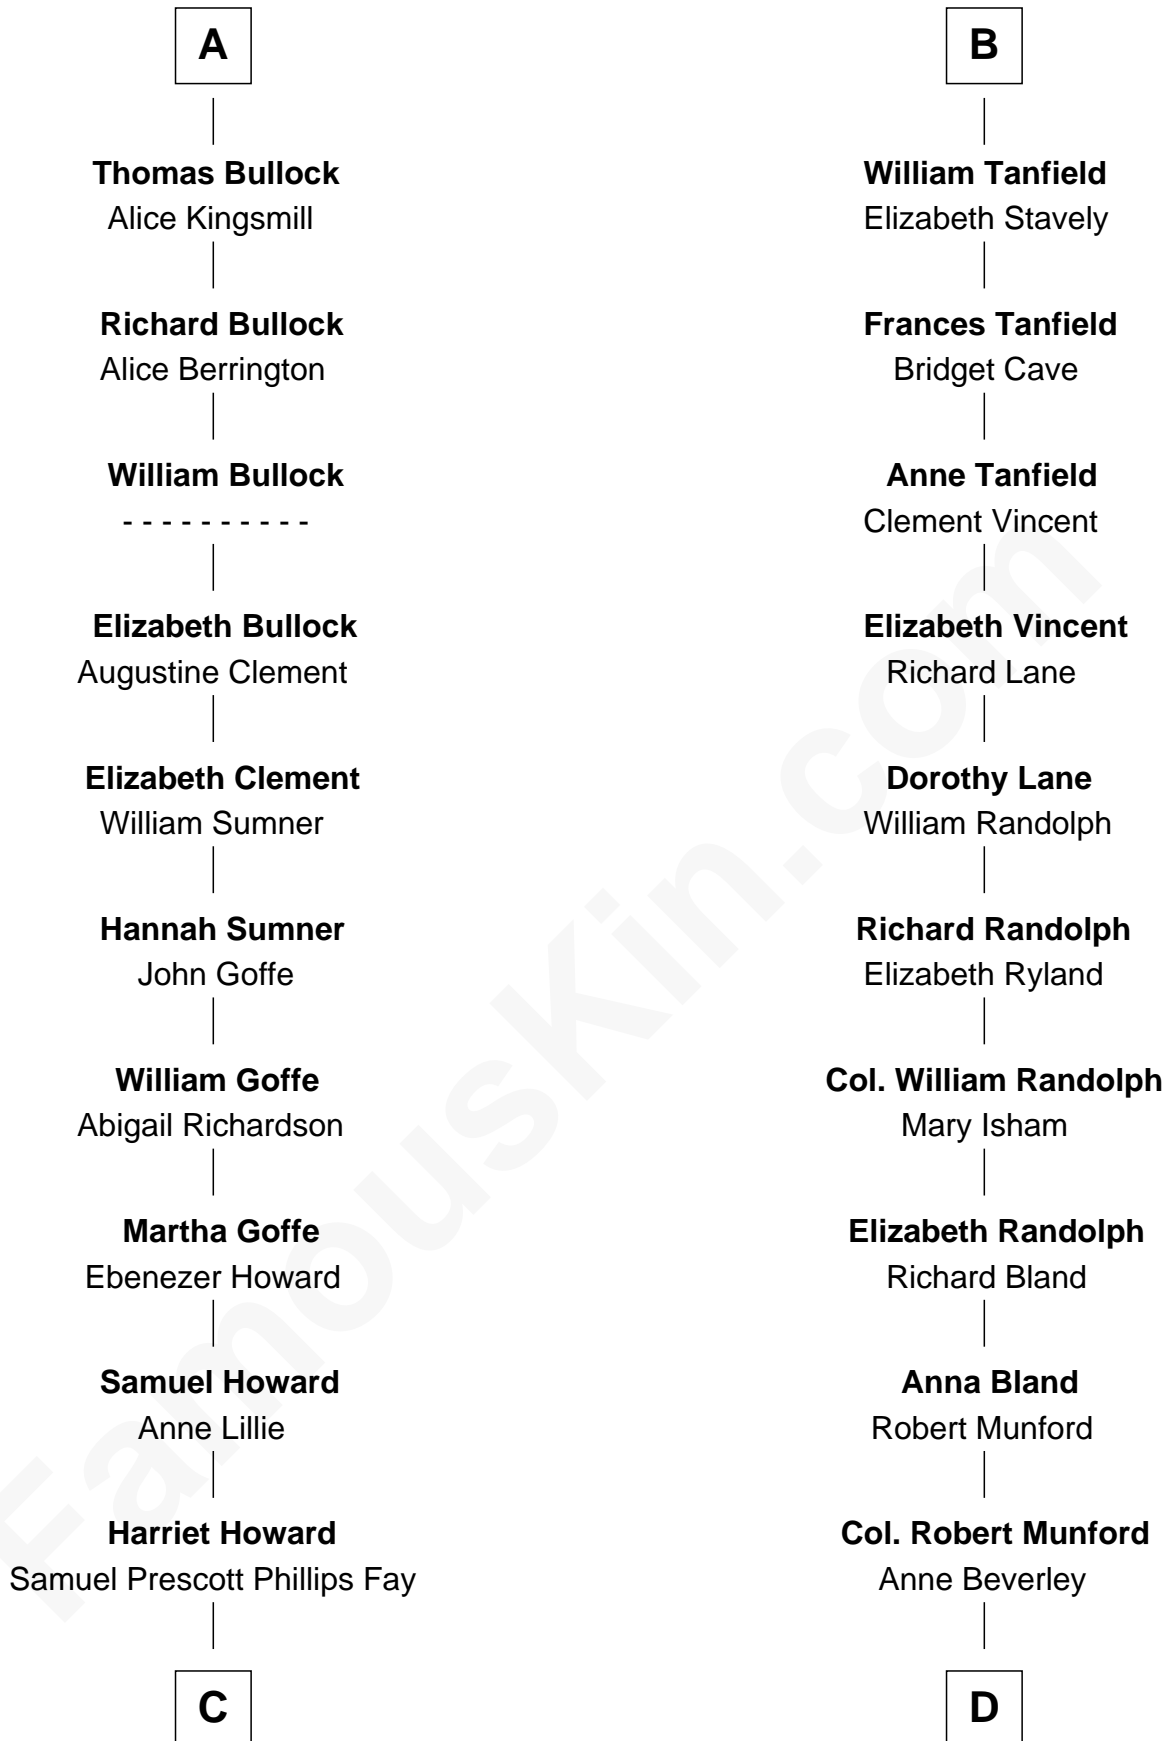 A
Thomas Bullock
Alice Kingsmill
Richard Bullock
Alice Berrington
William Bullock
- - - - - - - - - -
Elizabeth Bullock
Augustine Clement
Elizabeth Clement
William Sumner
Hannah Sumner
John Goffe
William Goffe
Abigail Richardson
Martha Goffe
Ebenezer Howard
Samuel Howard
Anne Lillie
Harriet Howard
Samuel Prescott Phillips Fay
C
B
William Tanfield
Elizabeth Stavely
Frances Tanfield
Bridget Cave
Anne Tanfield
Clement Vincent
Elizabeth Vincent
Richard Lane
Dorothy Lane
William Randolph
Richard Randolph
Elizabeth Ryland
Col. William Randolph
Mary Isham
Elizabeth Randolph
Richard Bland
Anna Bland
Robert Munford
Col. Robert Munford
Anne Beverley
D
FamousKin.com